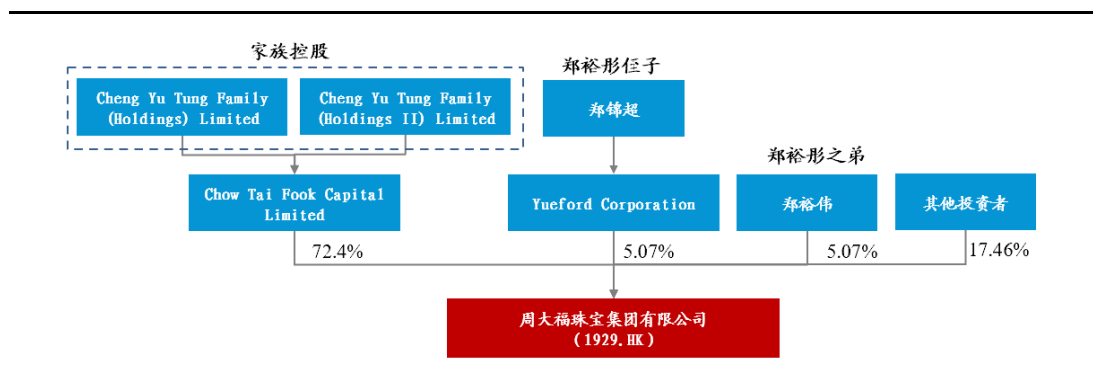 家族控股
Cheng Yu Tung Family
(Holdings) Limited
Cheng Yu Tung Family
(Holdings II) Limited
郑裕彤侄子
郑锦超
郑裕彤之弟
Chow Tai Fook Capital
Limited
Yueford Corporation
郑裕伟
其他投资者
72.4%
5.07%
5.07%
17.46%
周大福珠宝集团有限公司
(1929.HK)